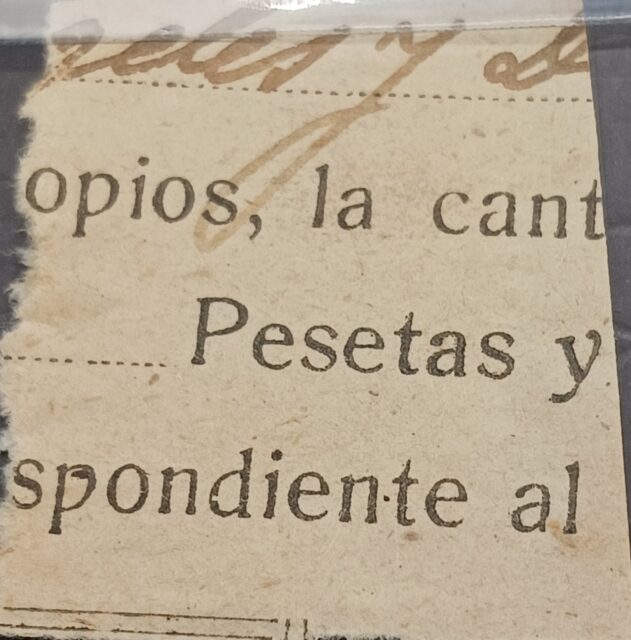 y
opios, la cant
Pesetas y
spondiente al